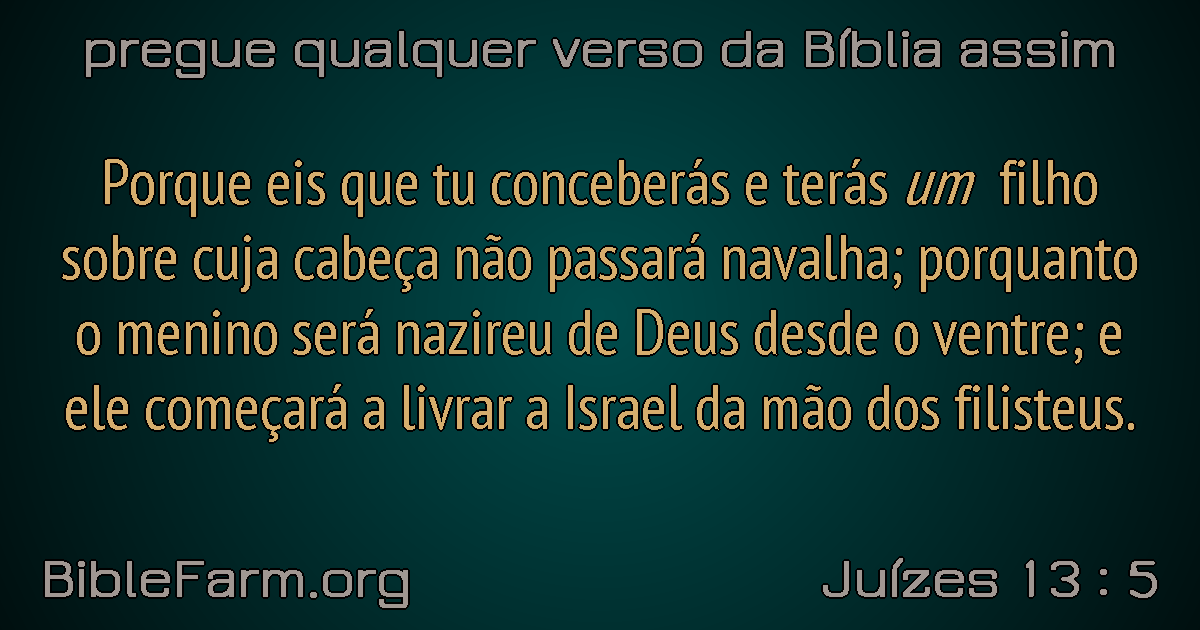 pregue qualquer verso da Bíblia assim
Porque eis que tu conceberás e terás um filho
sobre cuja cabeça não passará navalha; porquanto
o menino será nazireu de Deus desde o ventre; e
ele começará a livrar a Israel da mão dos filisteus.
BibleFarm.org
Juízes 13 : 5